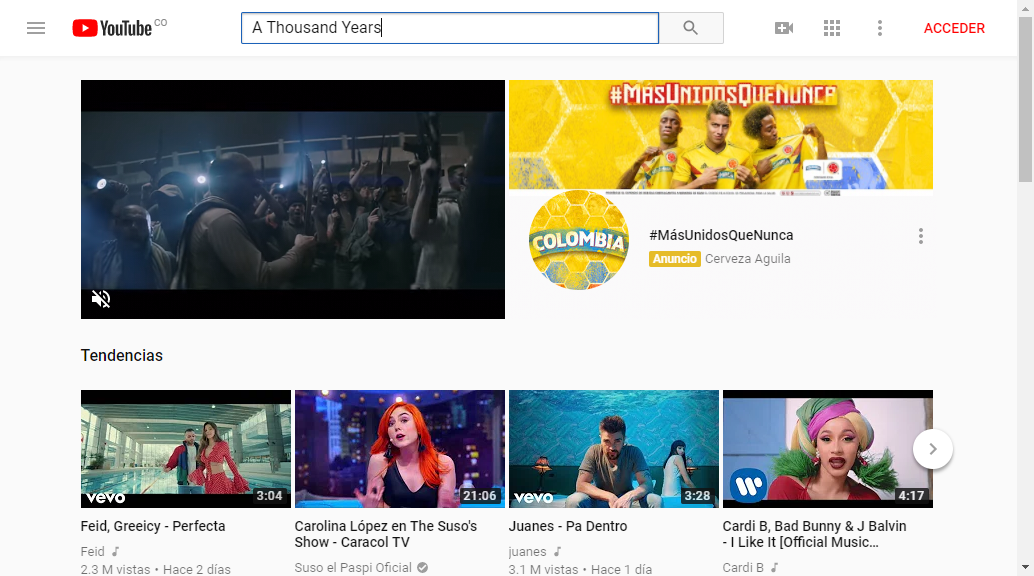 YouTube CO
A Thousand Years
ACCEDER
#MÁSUNIDOSQUENUNCA
COLOMBIA
#MásUnidosQueNunca
Anuncio Cerveza Aguila
Tendencias
vevo 3:04
21:06
vevo 3:28
4:17
Feid, Greeicy - Perfecta
Feid
2.3 M vistas • Hace 2 días
Carolina López en The Suso's
Show - Caracol TV
Suso el Paspi Oficial
Juanes - Pa Dentro
juanes
3.1 M vistas • Hace 1 día
Cardi B, Bad Bunny & J Balvin
- I Like It [Official Music...
Cardi B